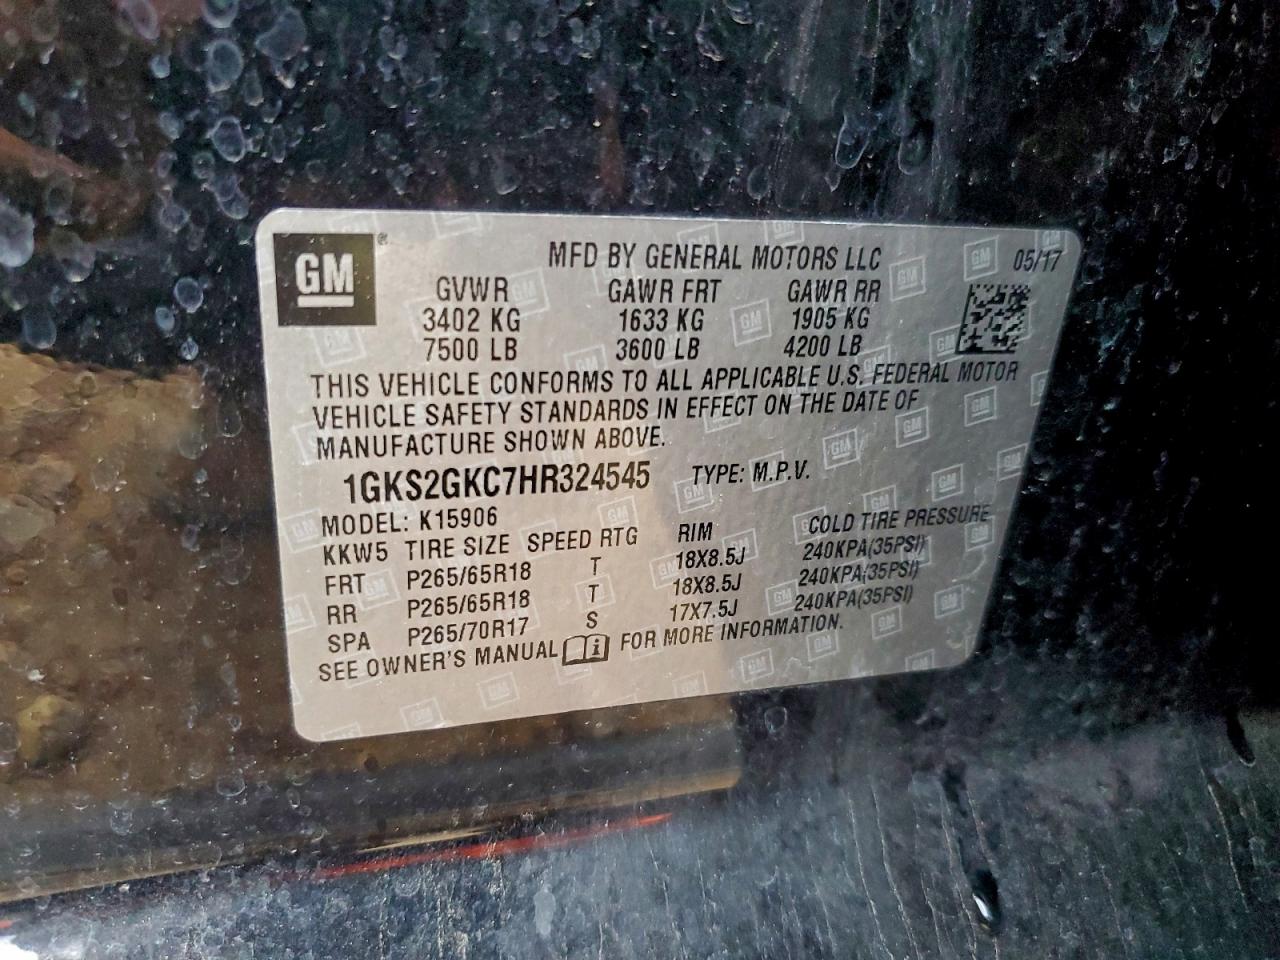 GM
MFD BY GENERAL MOTORS LLC 05/17
GVWR GAWR FRT GAWR RR
3402 KG 1633 KG 1905 KG
7500 LB 3600 LB 4200 LB
THIS VEHICLE CONFORMS TO ALL APPLICABLE U.S. FEDERAL MOTOR
VEHICLE SAFETY STANDARDS IN EFFECT ON THE DATE OF
MANUFACTURE SHOWN ABOVE.
1GKS2GKC7HR324545 TYPE: M.P.V.
MODEL: K15906
KKW5 TIRE SIZE SPEED RTG RIM COLD TIRE PRESSURE
FRT P265/65R18 T 18X8.5J 240KPA(35PSI)
RR P265/65R18 T 18X8.5J 240KPA(35PSI)
SPA P265/70R17 S 17X7.5J 240KPA(35PSI)
SEE OWNER'S MANUAL FOR MORE INFORMATION.